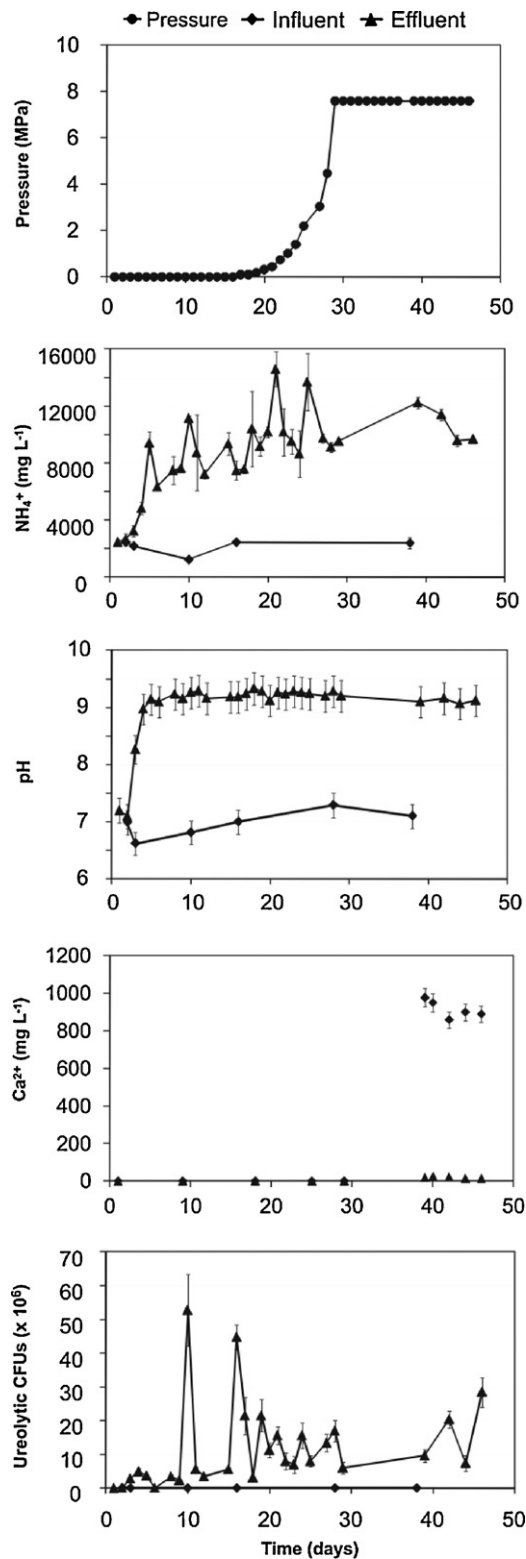 Pressure Influent Effluent
10
8
6
4
2
0
Pressure (MPa)
0 10 20 30 40 50
16000
12000
8000
4000
0
NH₄⁺ (mg L⁻¹)
0 10 20 30 40 50
10
9
8
7
6
pH
0 10 20 30 40 50
1200
1000
800
600
400
200
0
Ca²⁺ (mg L⁻¹)
0 10 20 30 40 50
70
60
50
40
30
20
10
0
Ureolytic CFUs (x 10⁶)
0 10 20 30 40 50
Time (days)